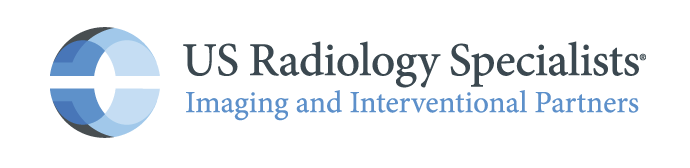 US Radiology Specialists®
Imaging and Interventional Partners